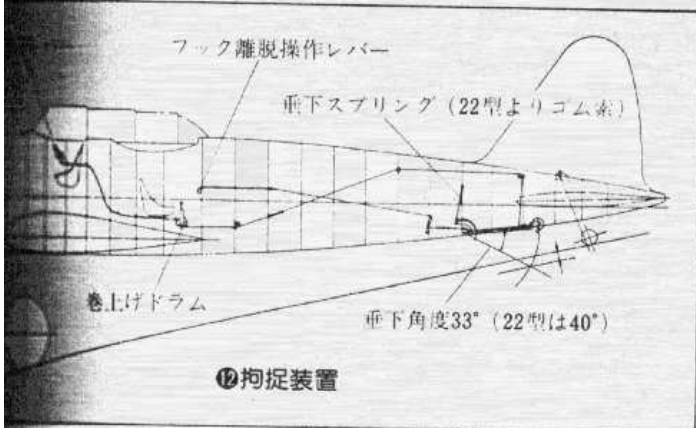 フック離脱操作レバー
垂下スプリング(22型よりゴム索)
巻上げドラム
垂下角度33°(22型は40°)
⓬拘捉装置